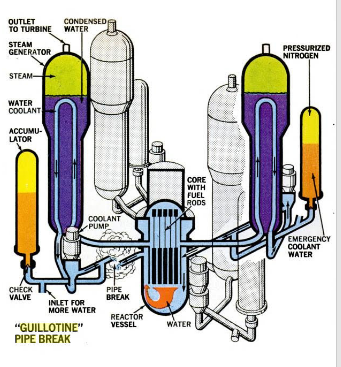 OUTLET
TO TURBINE
CONDENSED
WATER
STEAM
GENERATOR
STEAM
WATER
COOLANT
ACCUMU-
LATOR
PRESSURIZED
NITROGEN
CORE
WITH
FUEL
RODS
COOLANT
PUMP
EMERGENCY
COOLANT
WATER
CHECK
VALVE
INLET FOR
MORE WATER
PIPE
BREAK
REACTOR
VESSEL
WATER
"GUILLOTINE"
PIPE BREAK